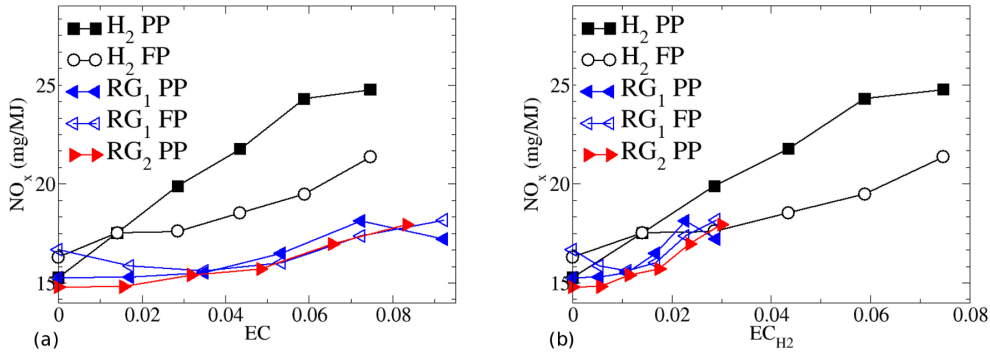 H₂ PP
H₂ FP
RG₁ PP
RG₁ FP
RG₂ PP
NOₓ (mg/MJ)
25
20
15
0 0.02 0.04 0.06 0.08
(a) EC
H₂ PP
H₂ FP
RG₁ PP
RG₁ FP
RG₂ PP
NOₓ (mg/MJ)
25
20
15
0 0.02 0.04 0.06 0.08
(b) EC_H2